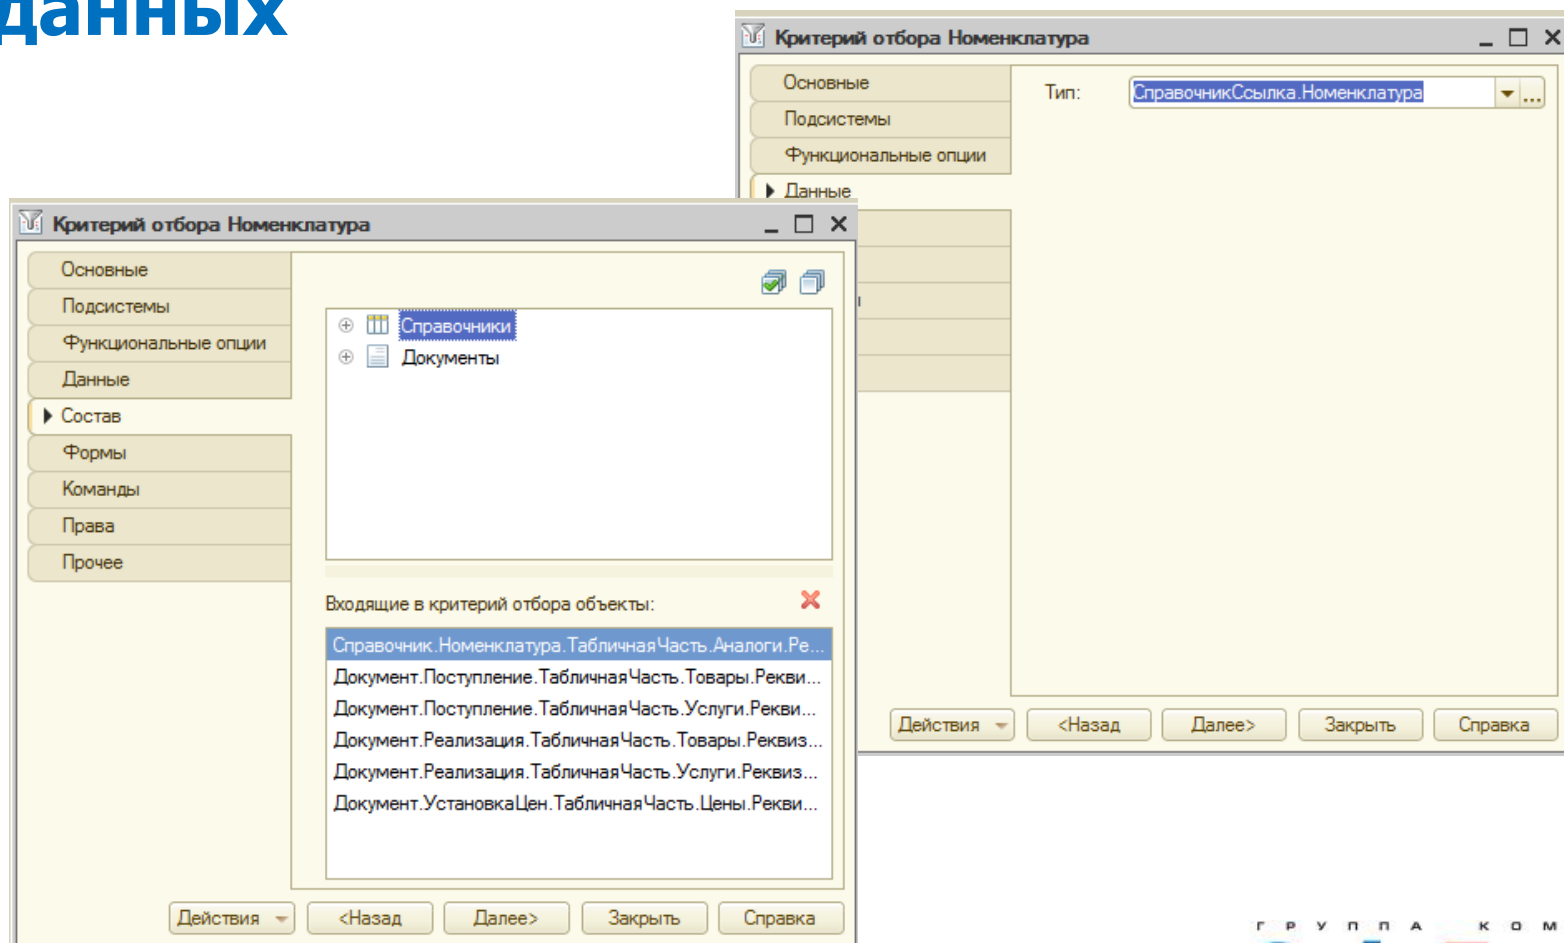 данных
Критерий отбора Номенклатура
Основные
Подсистемы
Функциональные опции
Данные
Тип:
СправочникСсылка.Номенклатура
...
Действия
<Назад
Далее>
Закрыть
Справка
Критерий отбора Номенклатура
Основные
Подсистемы
Функциональные опции
Данные
Состав
Формы
Команды
Права
Прочее
Справочники
Документы
Входящие в критерий отбора объекты:
Справочник.Номенклатура.ТабличнаяЧасть.Аналоги.Ре...
Документ.Поступление.ТабличнаяЧасть.Товары.Рекви...
Документ.Поступление.ТабличнаяЧасть.Услуги.Рекви...
Документ.Реализация.ТабличнаяЧасть.Товары.Реквиз...
Документ.Реализация.ТабличнаяЧасть.Услуги.Реквиз...
Документ.УстановкаЦен.ТабличнаяЧасть.Цены.Рекви...
Действия
<Назад
Далее>
Закрыть
Справка
ГРУППА КОМ